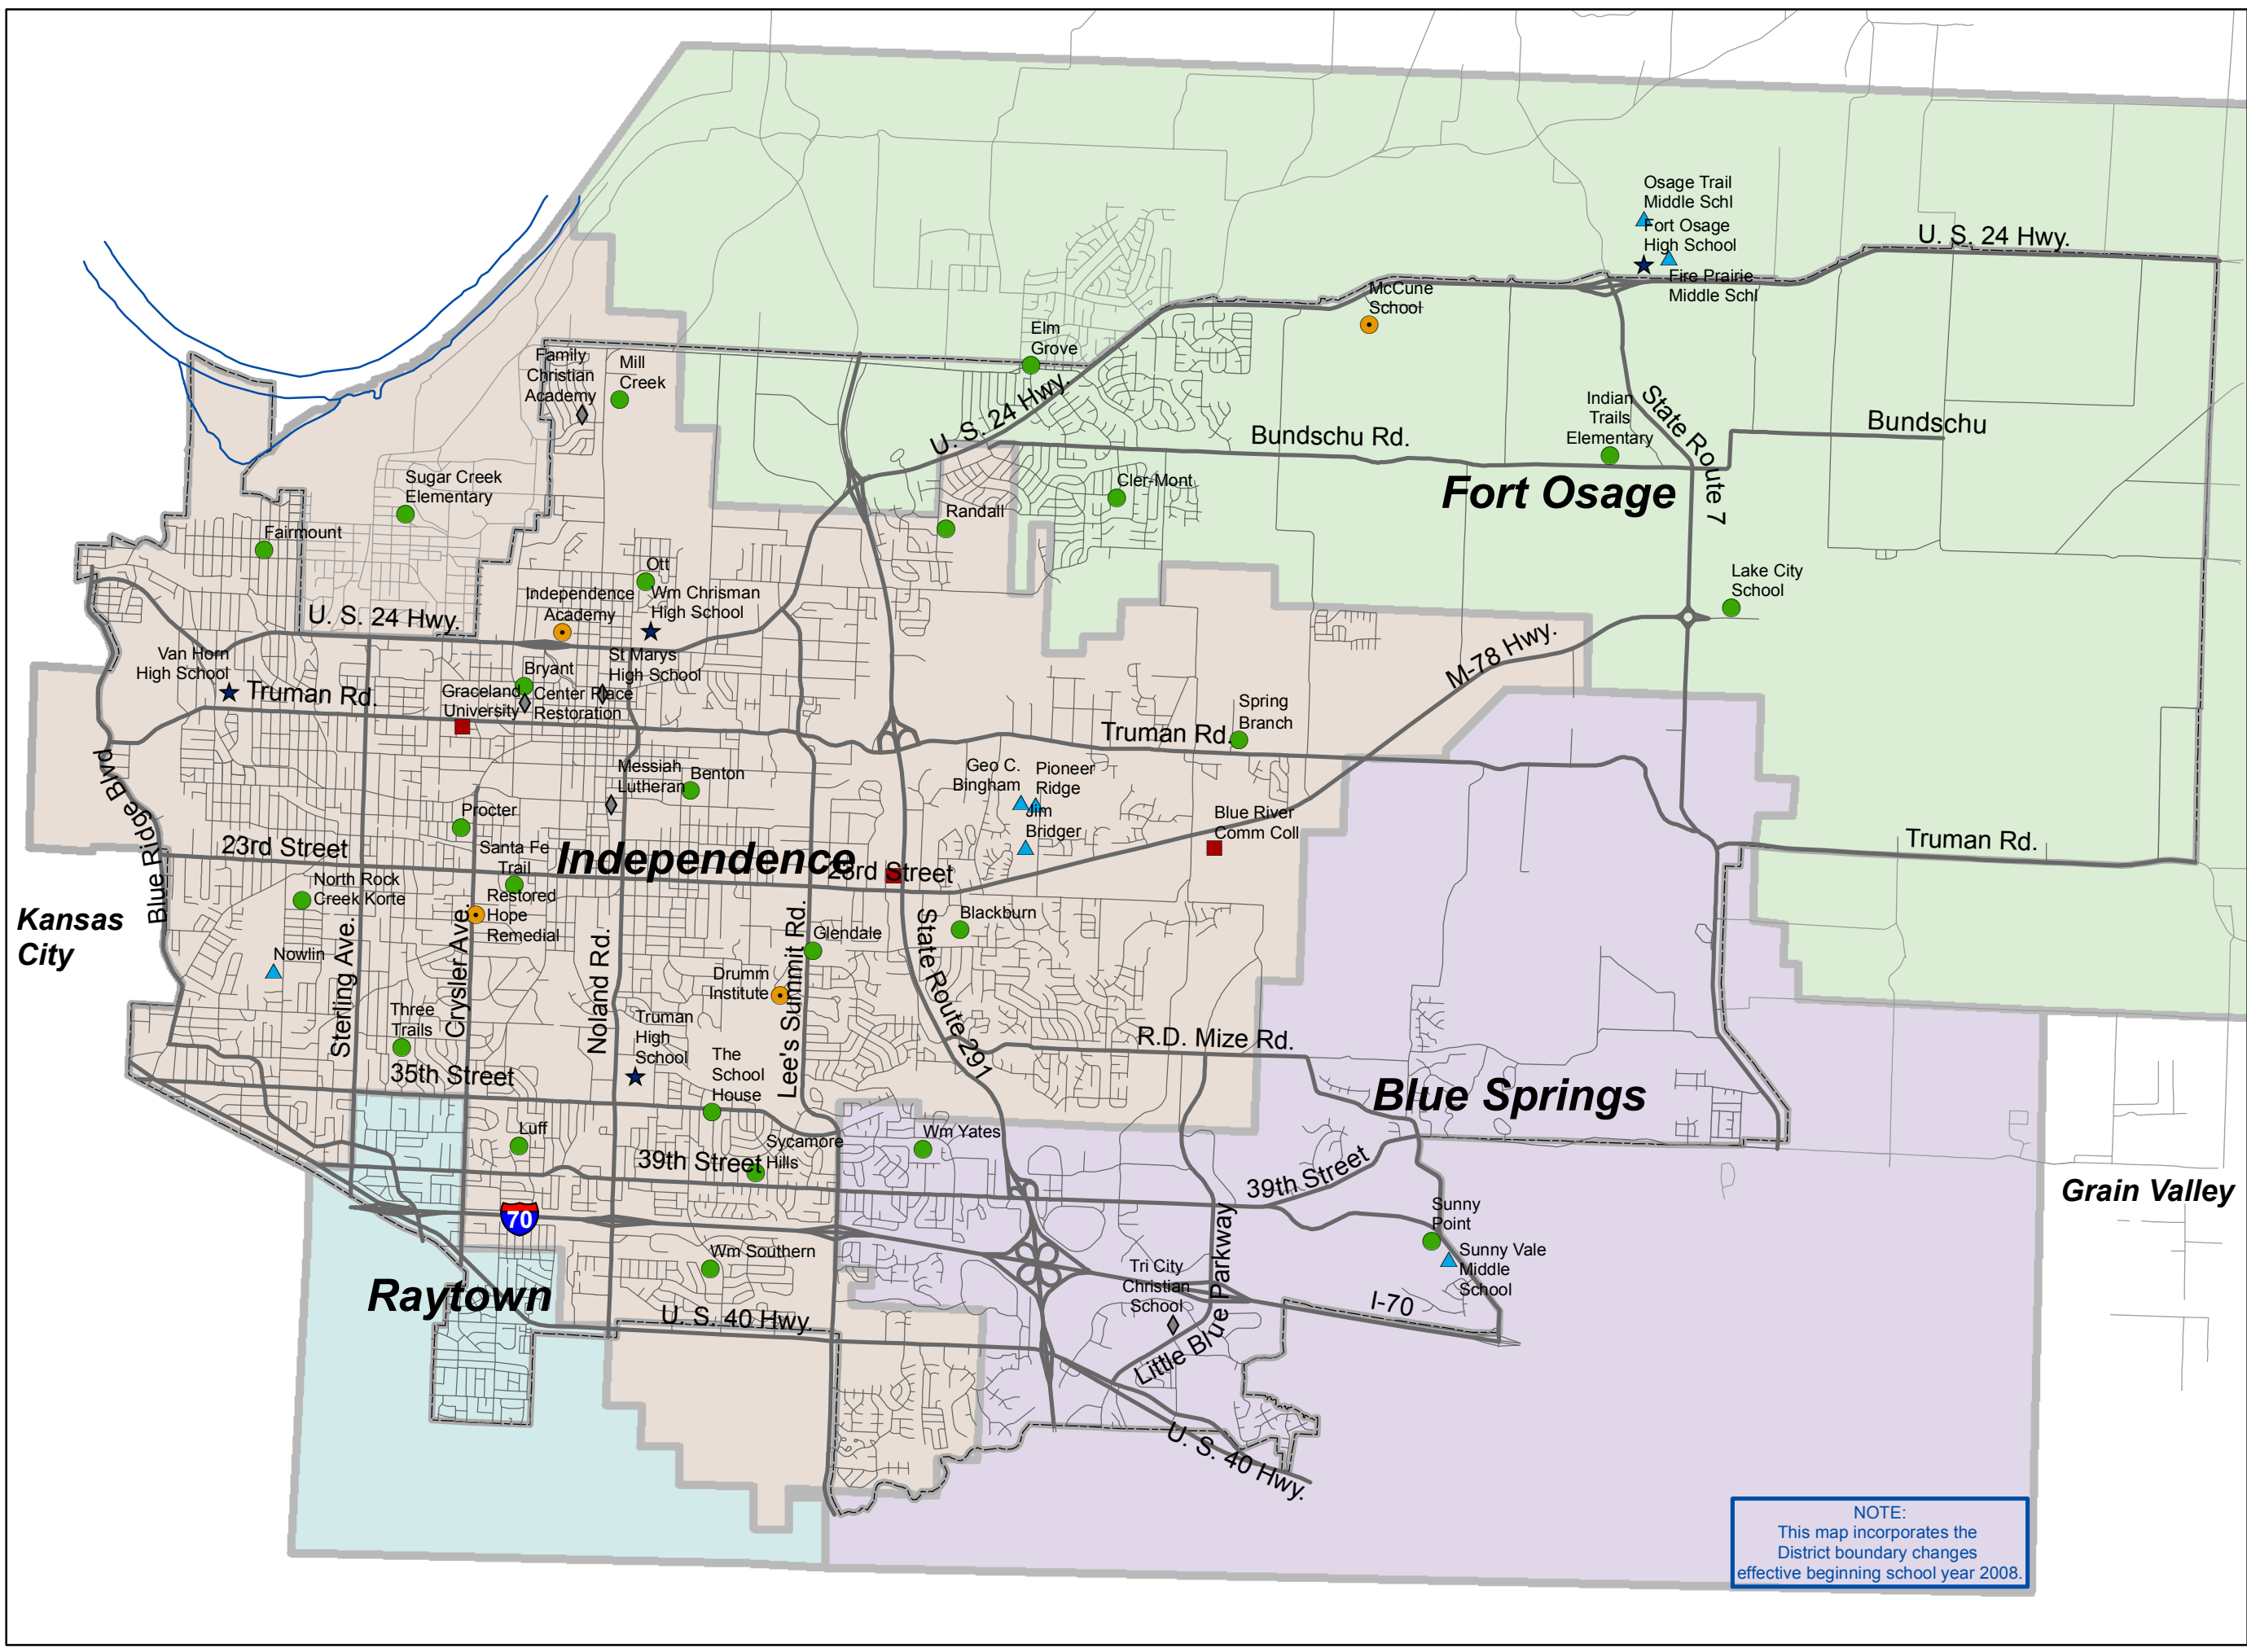 Osage Trail
Middle Schl
Fort Osage
High School
U. S. 24 Hwy.
Fire Prairie
Middle Schl
McCune
School
Elm
Grove
Family
Christian
Academy
Mill
Creek
U. S. 24 Hwy.
Bundschu Rd.
Indian
Trails
Elementary
State Route 7
Bundschu
Sugar Creek
Elementary
Cler-Mont
Fort Osage
Randall
Fairmount
Ott
Independence
Academy
Wm Chrisman
High School
Lake City
School
U. S. 24 Hwy.
M-78 Hwy.
Van Horn
High School
Truman Rd.
Bryant
St Marys
High School
Graceland
University
Center Place
Restoration
Spring
Branch
Truman Rd.
Blue Ridge Blvd
Messiah
Lutheran
Benton
Geo C.
Bingham
Pioneer
Ridge
Jim
Bridger
Blue River
Comm Coll
Procter
23rd Street
Santa Fe
Trail
Independence
23rd Street
Truman Rd.
North Rock
Creek Korte
Restored
Hope
Remedial
Kansas
City
Blackburn
Glendale
Nowlin
Sterling Ave.
Crysler Ave.
Noland Rd.
Lee's Summit Rd.
State Route 291
Drumm
Institute
Three
Trails
Truman
High
School
The
School
House
R.D. Mize Rd.
35th Street
Blue Springs
Luff
Wm Yates
Sycamore
Hills
39th Street
39th Street
Grain Valley
70
Sunny
Point
Sunny Vale
Middle
School
Wm Southern
Tri City
Christian
School
Little Blue Parkway
Raytown
I-70
U. S. 40 Hwy.
U. S. 40 Hwy.
NOTE:
This map incorporates the
District boundary changes
effective beginning school year 2008.